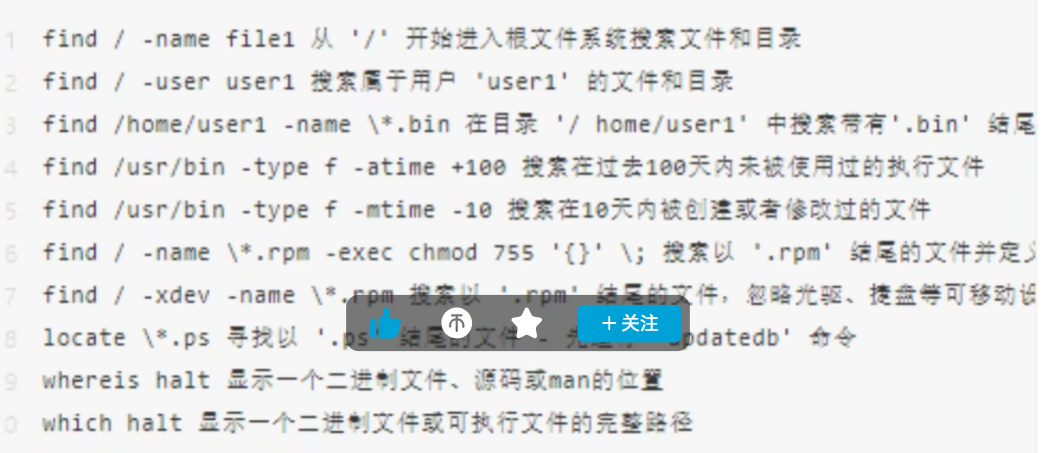 1 find / -name file1 从 '/' 开始进入根文件系统搜索文件和目录
2 find / -user user1 搜索属于用户 'user1' 的文件和目录
3 find /home/user1 -name \*.bin 在目录 '/ home/user1' 中搜索带有'.bin' 结尾
4 find /usr/bin -type f -atime +100 搜索在过去100天内未被使用过的执行文件
5 find /usr/bin -type f -mtime -10 搜索在10天内被创建或者修改过的文件
6 find / -name \*.rpm -exec chmod 755 '{}' \; 搜索以 '.rpm' 结尾的文件并定义
7 find / -xdev -name \*.rpm 搜索以 '.rpm' 结尾的文件，忽略光驱、捷盘等可移动设
+ 关注
8 locate \*.ps 寻找以 '.ps' 结尾的文件 - 先运行 'updatedb' 命令
9 whereis halt 显示一个二进制文件、源码或man的位置
0 which halt 显示一个二进制文件或可执行文件的完整路径